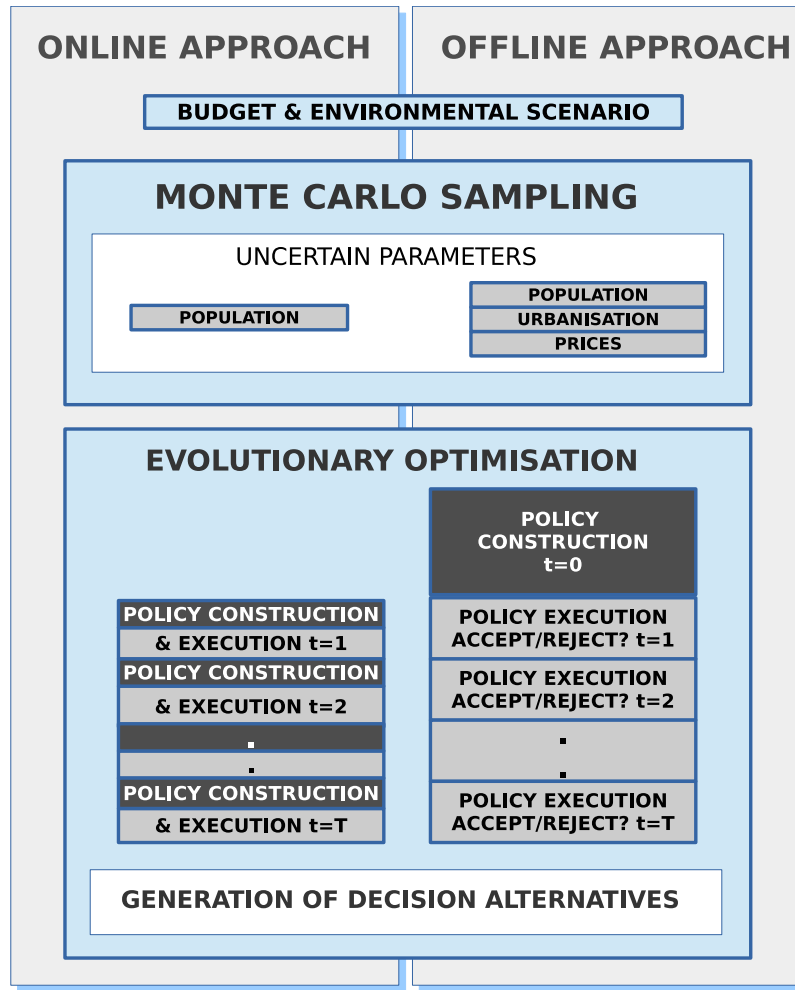 ONLINE APPROACH
OFFLINE APPROACH
BUDGET & ENVIRONMENTAL SCENARIO
MONTE CARLO SAMPLING
UNCERTAIN PARAMETERS
POPULATION
POPULATION
URBANISATION
PRICES
EVOLUTIONARY OPTIMISATION
POLICY CONSTRUCTION
& EXECUTION t=1
POLICY CONSTRUCTION
& EXECUTION t=2
.
.
POLICY CONSTRUCTION
& EXECUTION t=T
POLICY
CONSTRUCTION
t=0
POLICY EXECUTION
ACCEPT/REJECT? t=1
POLICY EXECUTION
ACCEPT/REJECT? t=2
.
.
POLICY EXECUTION
ACCEPT/REJECT? t=T
GENERATION OF DECISION ALTERNATIVES